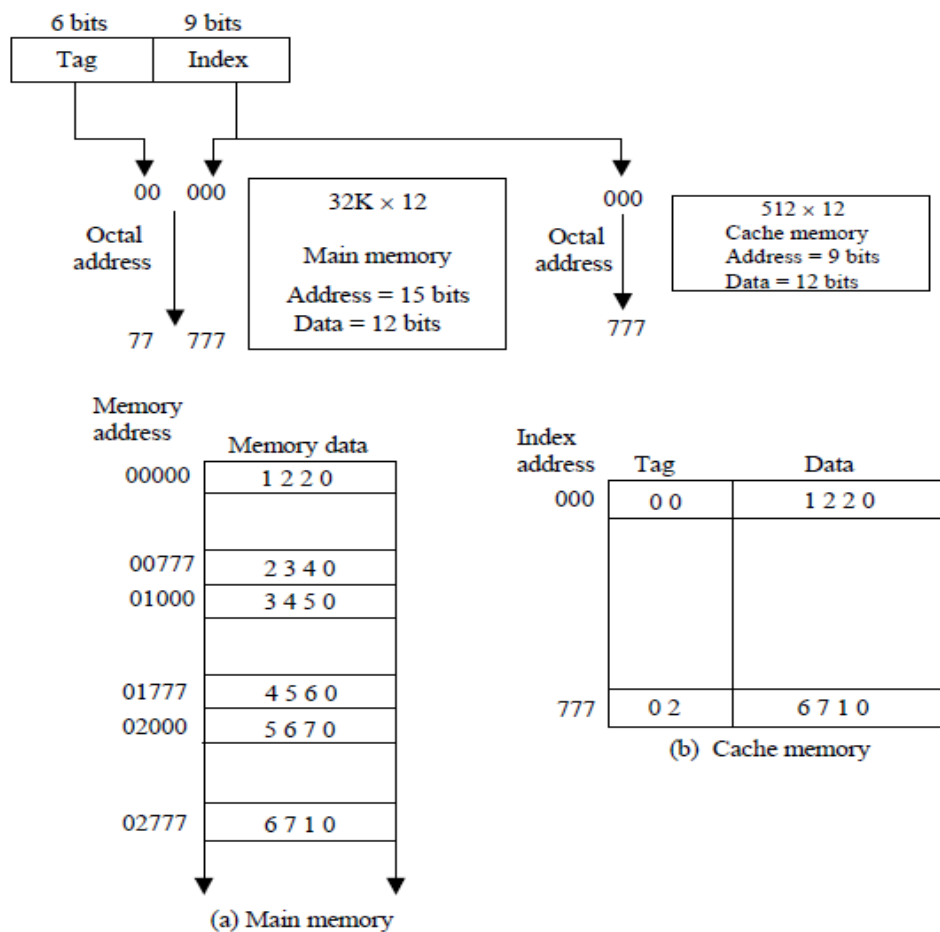 6 bits 9 bits
Tag Index
00 000
Octal
address
77 777
32K × 12
Main memory
Address = 15 bits
Data = 12 bits
000
Octal
address
777
512 × 12
Cache memory
Address = 9 bits
Data = 12 bits
Memory
address
Memory data
00000 1 2 2 0
00777 2 3 4 0
01000 3 4 5 0
01777 4 5 6 0
02000 5 6 7 0
02777 6 7 1 0
(a) Main memory
Index
address
Tag Data
000 0 0 1 2 2 0
777 0 2 6 7 1 0
(b) Cache memory